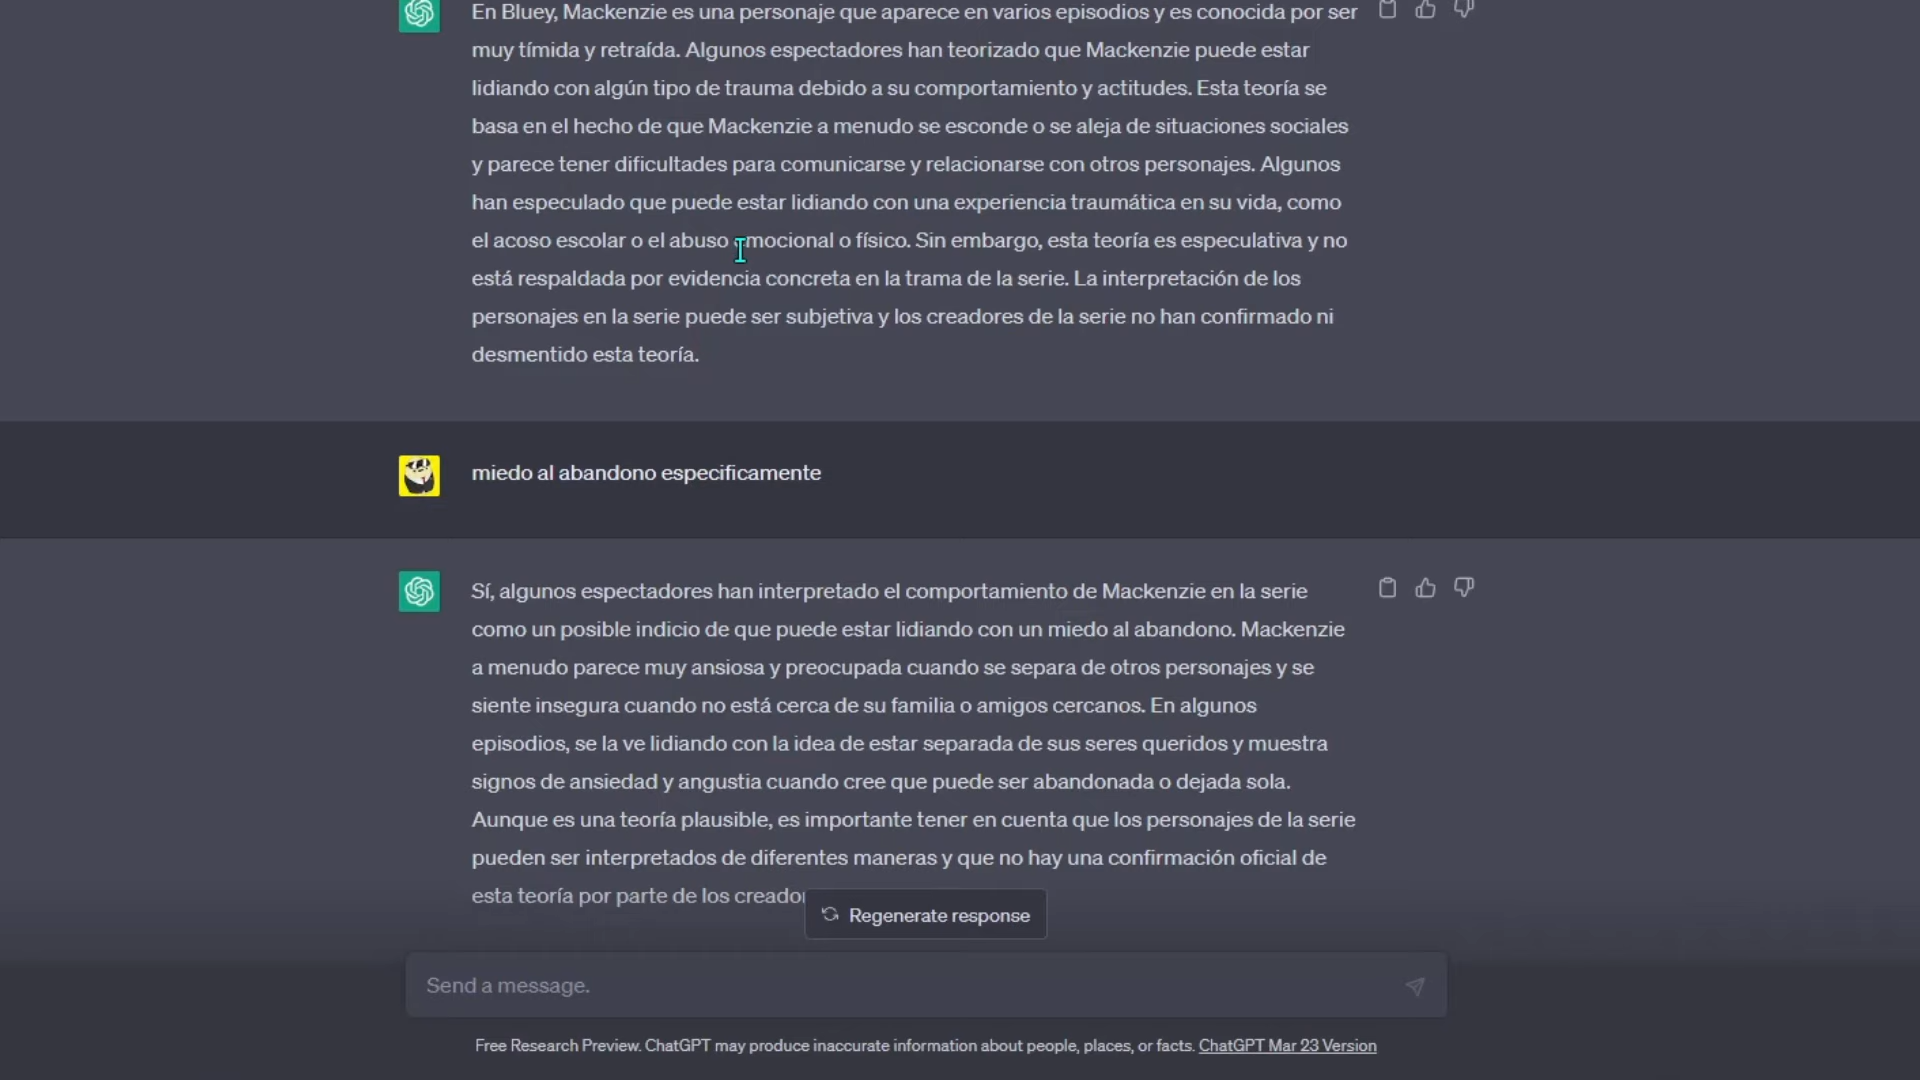 En Bluey, Mackenzie es una personaje que aparece en varios episodios y es conocida por ser
muy tímida y retraída. Algunos espectadores han teorizado que Mackenzie puede estar
lidiando con algún tipo de trauma debido a su comportamiento y actitudes. Esta teoría se
basa en el hecho de que Mackenzie a menudo se esconde o se aleja de situaciones sociales
y parece tener dificultades para comunicarse y relacionarse con otros personajes. Algunos
han especulado que puede estar lidiando con una experiencia traumática en su vida, como
el acoso escolar o el abuso emocional o físico. Sin embargo, esta teoría es especulativa y no
está respaldada por evidencia concreta en la trama de la serie. La interpretación de los
personajes en la serie puede ser subjetiva y los creadores de la serie no han confirmado ni
desmentido esta teoría.
miedo al abandono especificamente
Sí, algunos espectadores han interpretado el comportamiento de Mackenzie en la serie
como un posible indicio de que puede estar lidiando con un miedo al abandono. Mackenzie
a menudo parece muy ansiosa y preocupada cuando se separa de otros personajes y se
siente insegura cuando no está cerca de su familia o amigos cercanos. En algunos
episodios, se la ve lidiando con la idea de estar separada de sus seres queridos y muestra
signos de ansiedad y angustia cuando cree que puede ser abandonada o dejada sola.
Aunque es una teoría plausible, es importante tener en cuenta que los personajes de la serie
pueden ser interpretados de diferentes maneras y que no hay una confirmación oficial de
esta teoría por parte de los
Regenerate response
Send a message.
Free Research Preview. ChatGPT may produce inaccurate information about people, places, or facts. ChatGPT Mar 23 Version